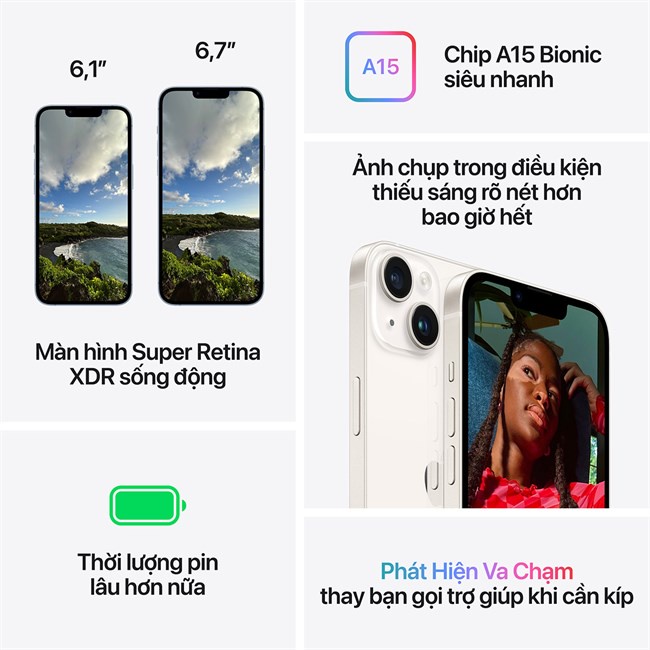 6,1”
6,7”
Màn hình Super Retina
XDR sống động
A15
Chip A15 Bionic
siêu nhanh
Ảnh chụp trong điều kiện
thiếu sáng rõ nét hơn
bao giờ hết
Thời lượng pin
lâu hơn nữa
Phát Hiện Va Chạm
thay bạn gọi trợ giúp khi cần kíp